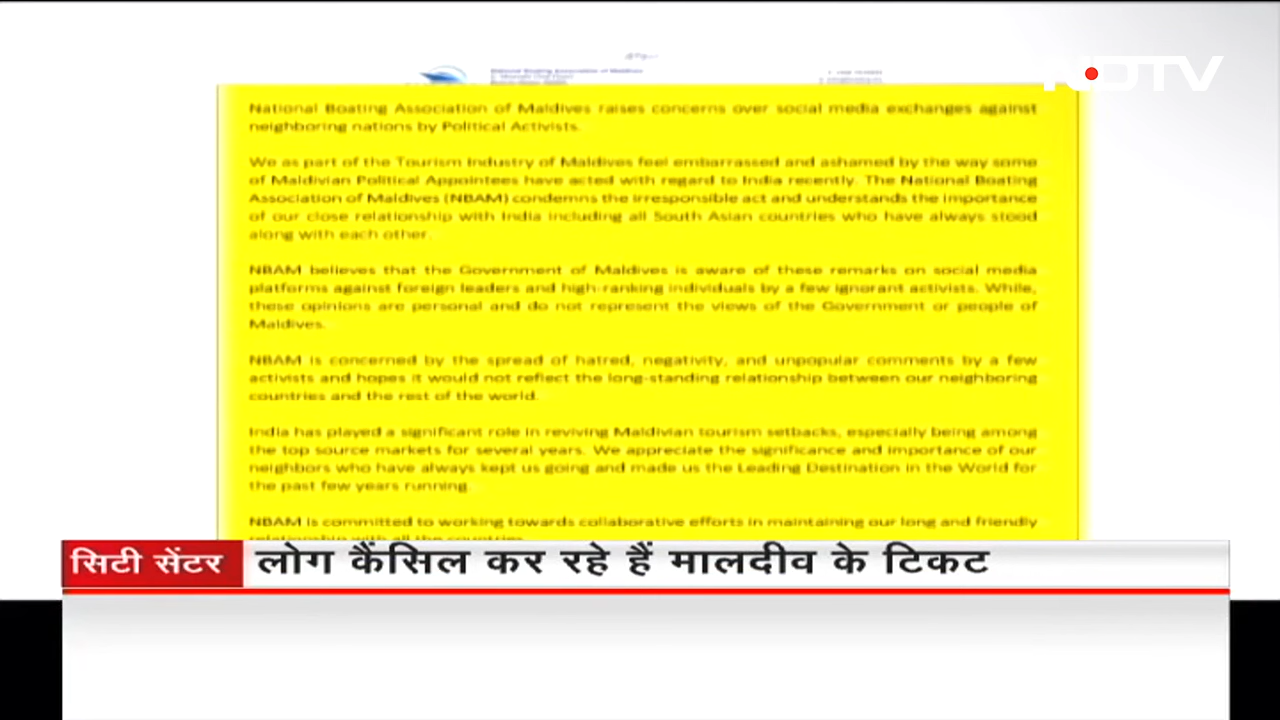 NDTV
National Boating Association of Maldives
National Boating Association of Maldives raises concerns over social media exchanges against
neighboring nations by Political Activists.
We as part of the Tourism Industry of Maldives feel embarrassed and ashamed by the way some
of Maldivian Political Appointees have acted with regard to India recently. The National Boating
Association of Maldives (NBAM) condemns the irresponsible act and understands the importance
of our close relationship with India including all South Asian countries who have always stood
along with each other.
NBAM believes that the Government of Maldives is aware of these remarks on social media
platforms against foreign leaders and high-ranking individuals by a few ignorant activists. While,
these opinions are personal and do not represent the views of the Government or people of
Maldives.
NBAM is concerned by the spread of hatred, negativity, and unpopular comments by a few
activists and hopes it would not reflect the long-standing relationship between our neighboring
countries and the rest of the world.
India has played a significant role in reviving Maldivian tourism setbacks, especially being among
the top source markets for several years. We appreciate the significance and importance of our
neighbors who have always kept us going and made us the Leading Destination in the World for
the past few years running.
NBAM is committed to working towards collaborative efforts in maintaining our long and friendly
relationship with all the countries.
सिटी सेंटर लोग कैंसिल कर रहे हैं मालदीव के टिकट